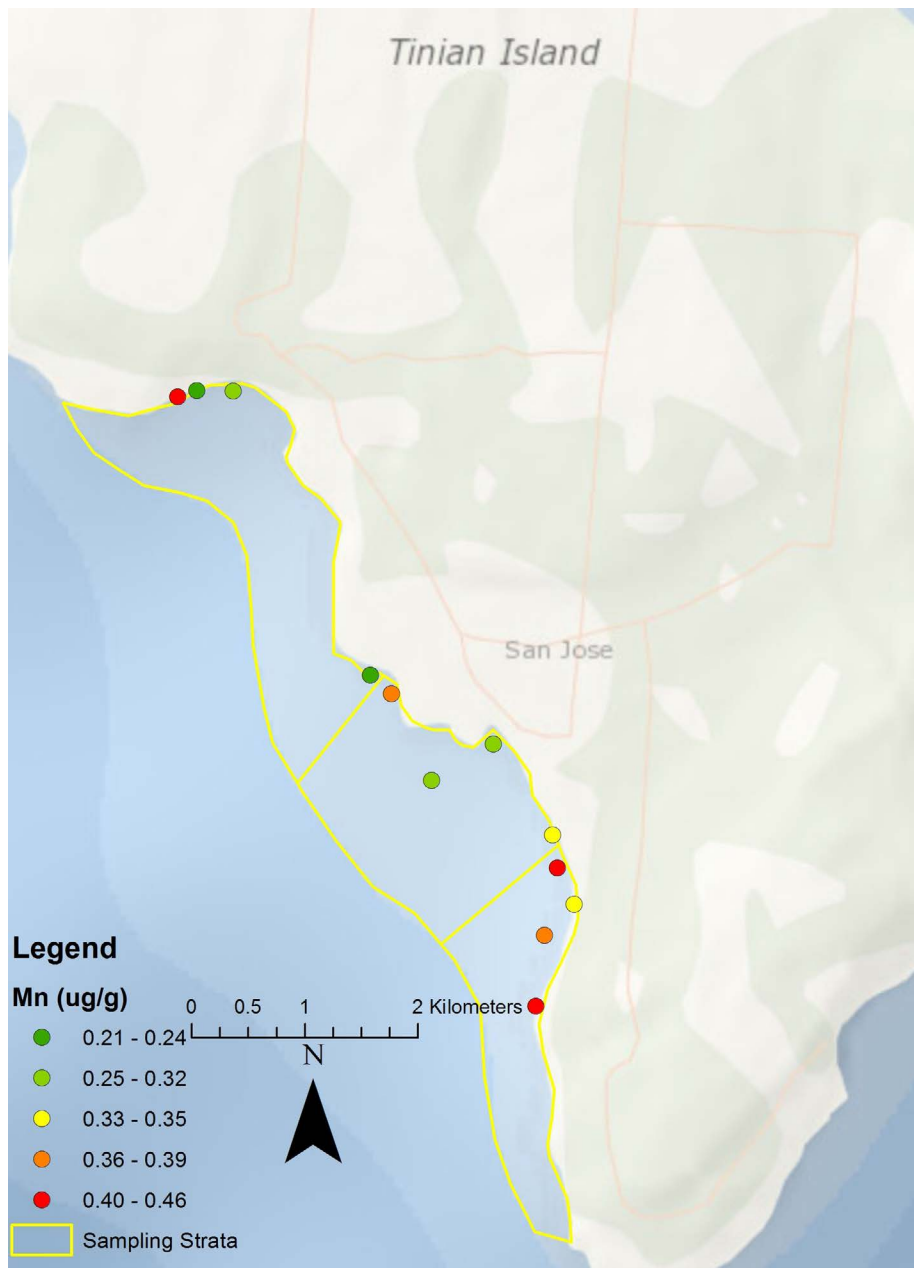 Tinian Island
San Jose
Legend
Mn (ug/g)
0 0.5 1 2 Kilometers
N
0.21 - 0.24
0.25 - 0.32
0.33 - 0.35
0.36 - 0.39
0.40 - 0.46
Sampling Strata